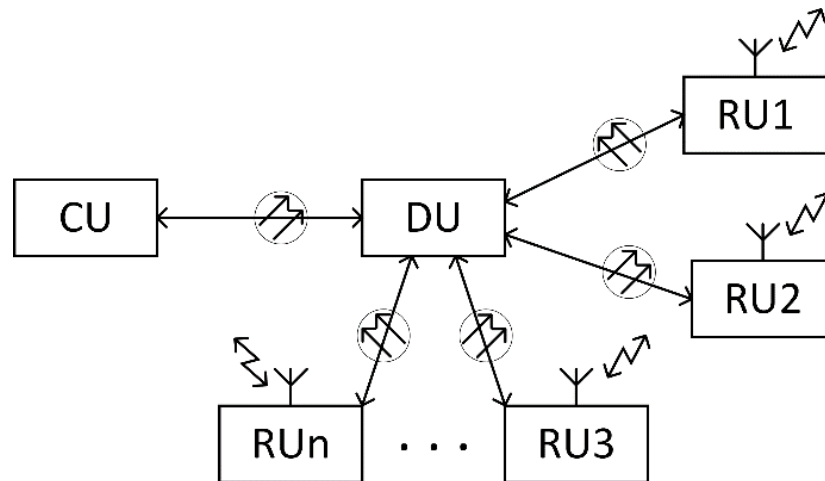 RU1
CU
DU
RU2
RUn
. . .
RU3